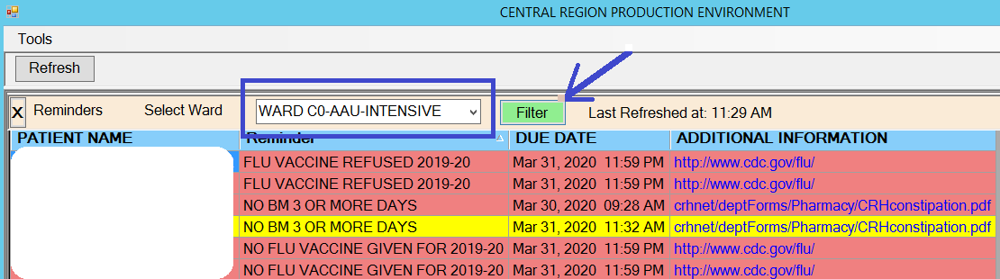 CENTRAL REGION PRODUCTION ENVIRONMENT
Tools
Refresh
X Reminders Select Ward WARD C0-AAU-INTENSIVE Filter Last Refreshed at: 11:29 AM
PATIENT NAME Reminder DUE DATE ADDITIONAL INFORMATION
FLU VACCINE REFUSED 2019-20 Mar 31, 2020 11:59 PM http://www.cdc.gov/flu/
FLU VACCINE REFUSED 2019-20 Mar 31, 2020 11:59 PM http://www.cdc.gov/flu/
NO BM 3 OR MORE DAYS Mar 30, 2020 09:28 AM crhnet/deptForms/Pharmacy/CRHconstipation.pdf
NO BM 3 OR MORE DAYS Mar 31, 2020 11:32 AM crhnet/deptForms/Pharmacy/CRHconstipation.pdf
NO FLU VACCINE GIVEN FOR 2019-20 Mar 31, 2020 11:59 PM http://www.cdc.gov/flu/
NO FLU VACCINE GIVEN FOR 2019-20 Mar 31, 2020 11:59 PM http://www.cdc.gov/flu/